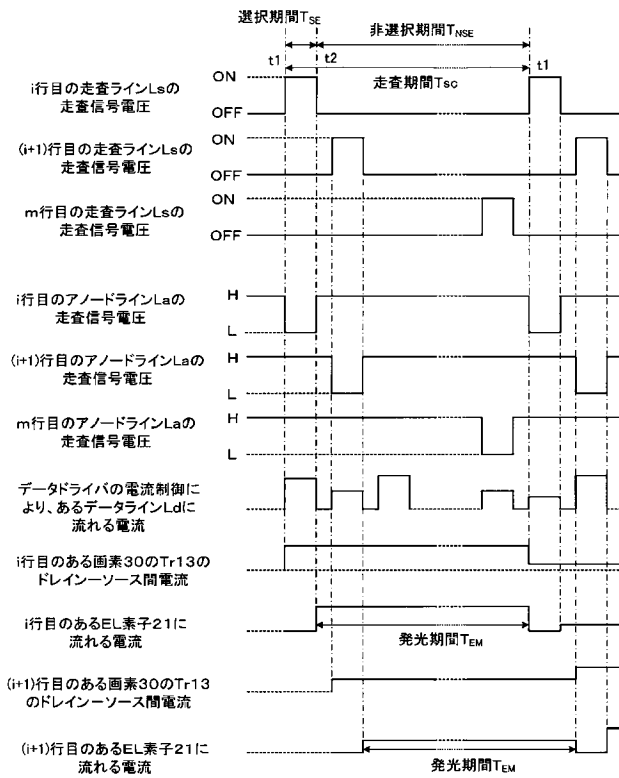 選択期間TSE
非選択期間TNSE
t1
t2
t1
走査期間Tsc
i行目の走査ラインLsの
走査信号電圧
ON
OFF
(i+1)行目の走査ラインLsの
走査信号電圧
ON
OFF
m行目の走査ラインLsの
走査信号電圧
ON
OFF
i行目のアノードラインLaの
走査信号電圧
H
L
(i+1)行目のアノードラインLaの
走査信号電圧
H
L
m行目のアノードラインLaの
走査信号電圧
H
L
データドライバの電流制御に
より、あるデータラインLdに
流れる電流
i行目のある画素30のTr13の
ドレインーソース間電流
i行目のあるEL素子21に
流れる電流
発光期間TEM
(i+1)行目のある画素30のTr13
のドレインーソース間電流
(i+1)行目のあるEL素子21に
流れる電流
発光期間TEM